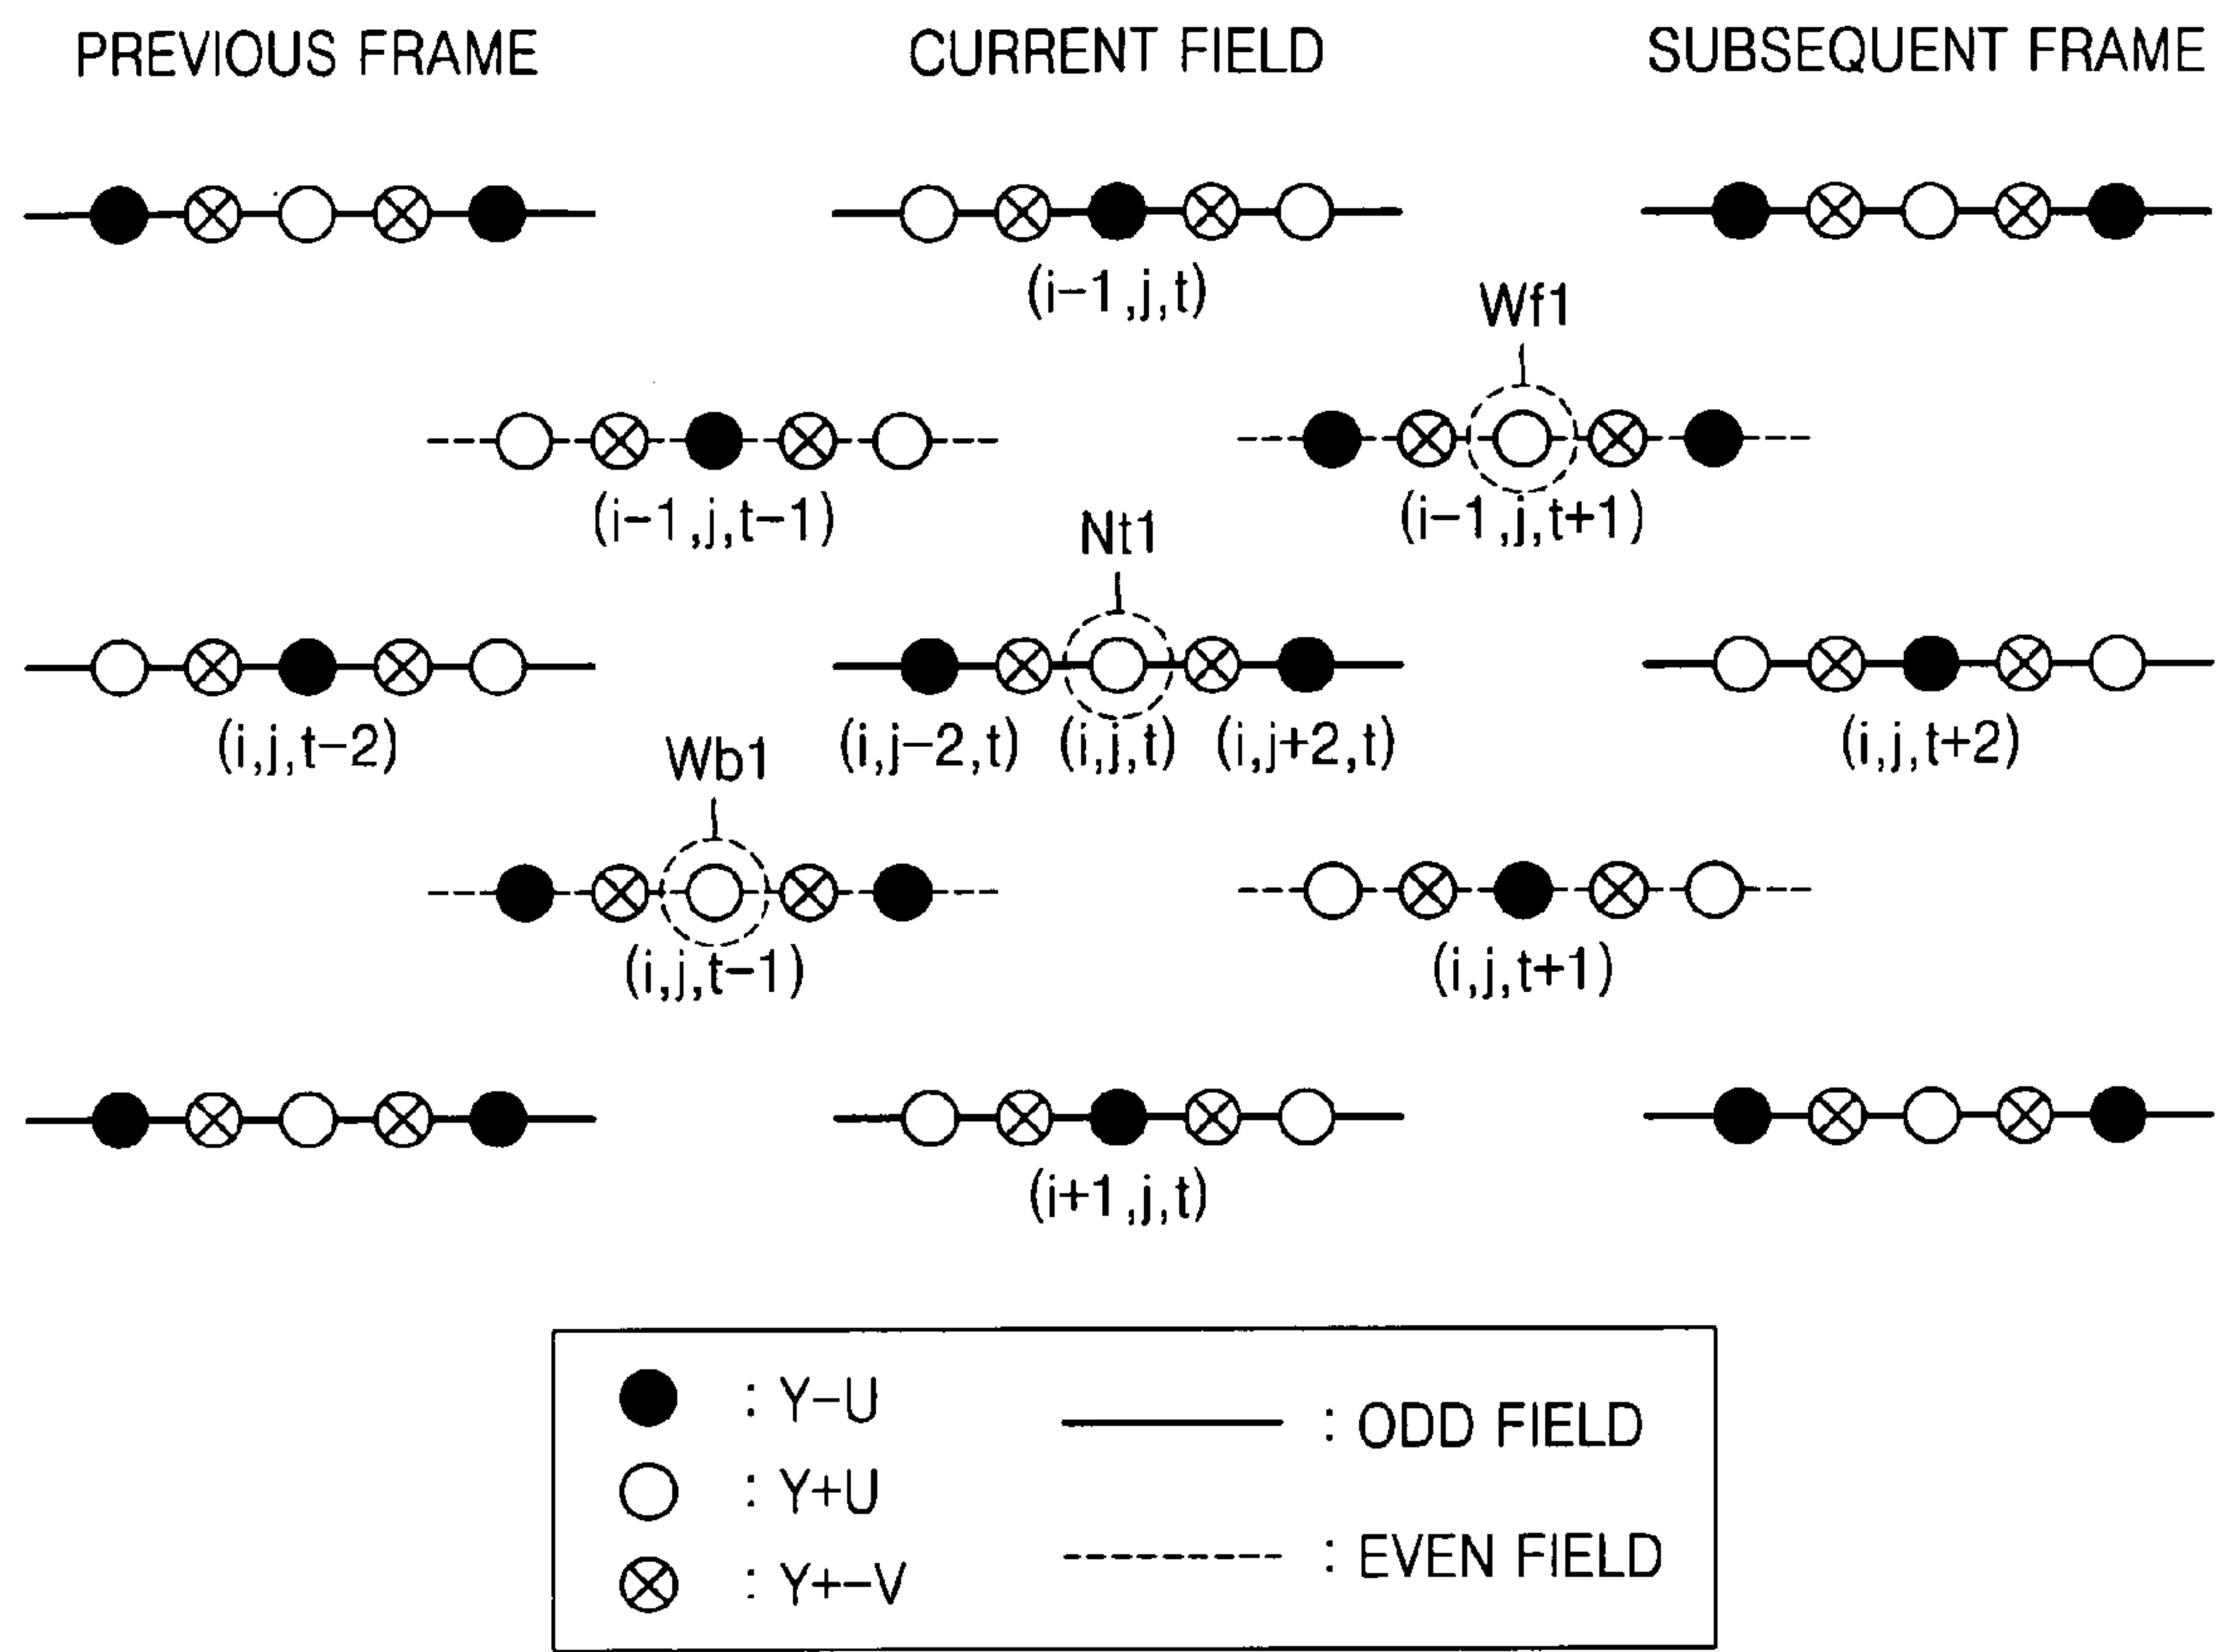 PREVIOUS FRAME CURRENT FIELD SUBSEQUENT FRAME
(i-1,j,t)
Wf1
(i-1,j,t-1) (i-1,j,t+1)
Nt1
(i,j,t-2) (i,j-2,t) (i,j,t) (i,j+2,t) (i,j,t+2)
Wb1
(i,j,t-1) (i,j,t+1)
(i+1,j,t)
: Y-U : ODD FIELD
: Y+U
: Y+-V : EVEN FIELD